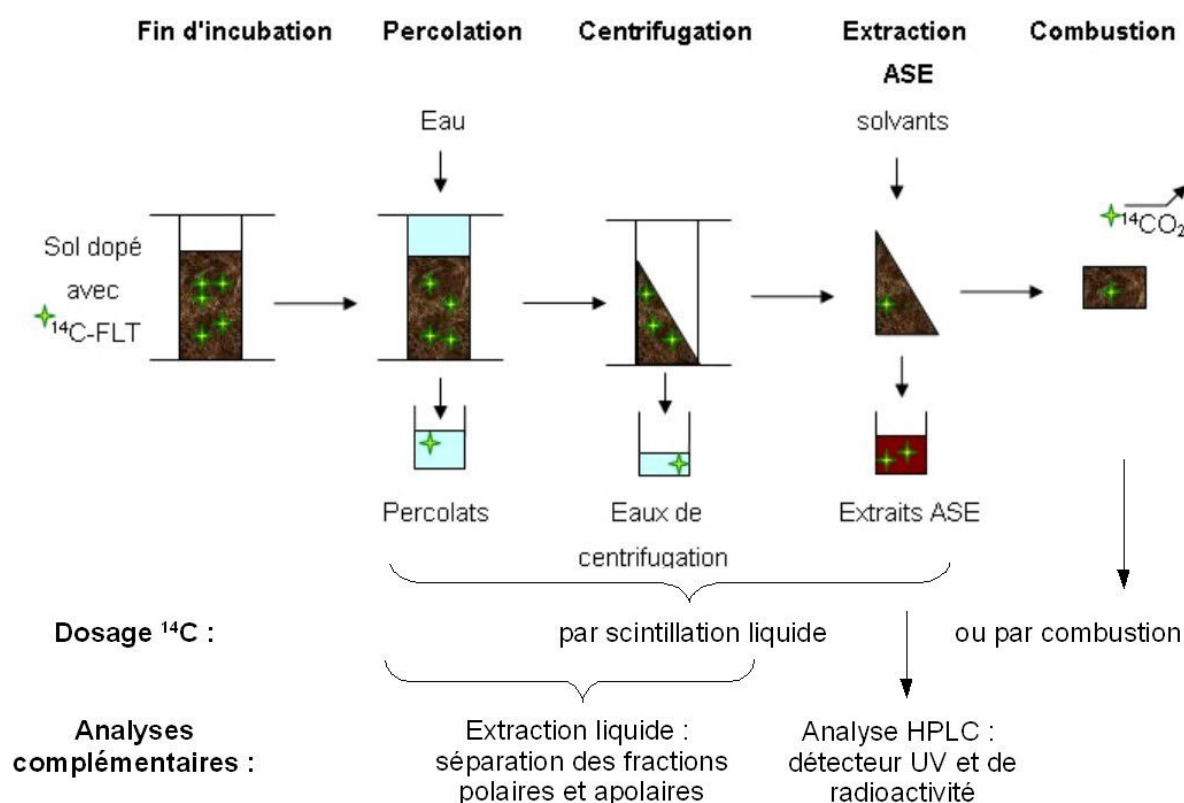 Fin d'incubation
Percolation
Centrifugation
Extraction
ASE
Combustion
Eau
solvants
Sol dopé
avec
¹⁴C-FLT
¹⁴CO₂
Percolats
Eaux de
centrifugation
Extraits ASE
Dosage ¹⁴C :
par scintillation liquide
ou par combustion
Analyses
complémentaires :
Extraction liquide :
séparation des fractions
polaires et apolaires
Analyse HPLC :
détecteur UV et de
radioactivité